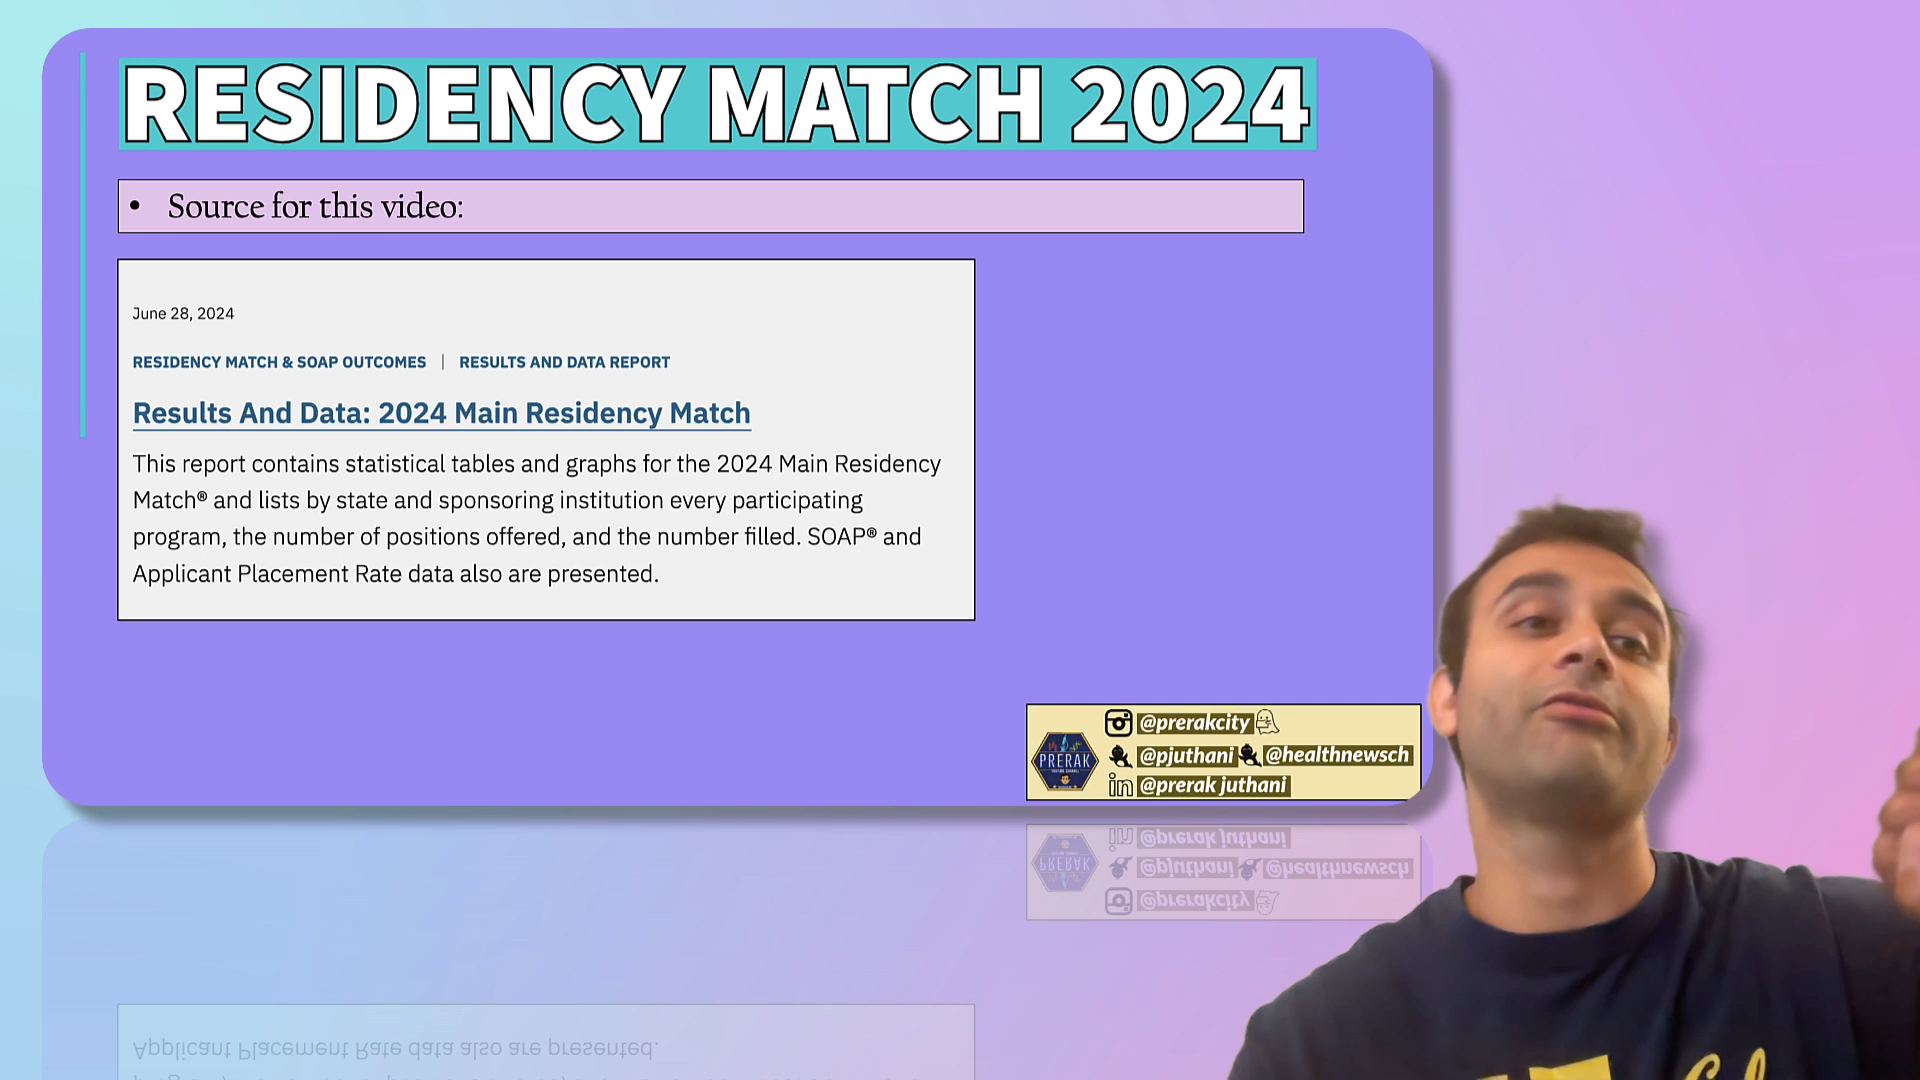 RESIDENCY MATCH 2024
• Source for this video:
June 28, 2024
RESIDENCY MATCH & SOAP OUTCOMES | RESULTS AND DATA REPORT
Results And Data: 2024 Main Residency Match
This report contains statistical tables and graphs for the 2024 Main Residency
Match® and lists by state and sponsoring institution every participating
program, the number of positions offered, and the number filled. SOAP® and
Applicant Placement Rate data also are presented.
@prerakcity
@pjuthani @healthnewsch
in @prerak juthani
PRERAK